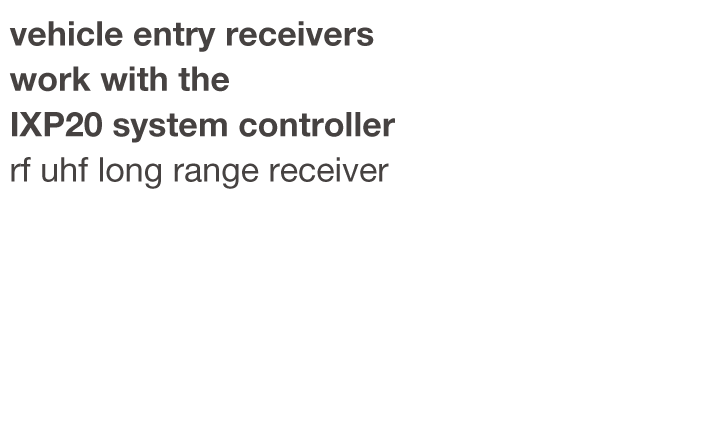 vehicle entry receivers
work with the
IXP20 system controller
rf uhf long range receiver